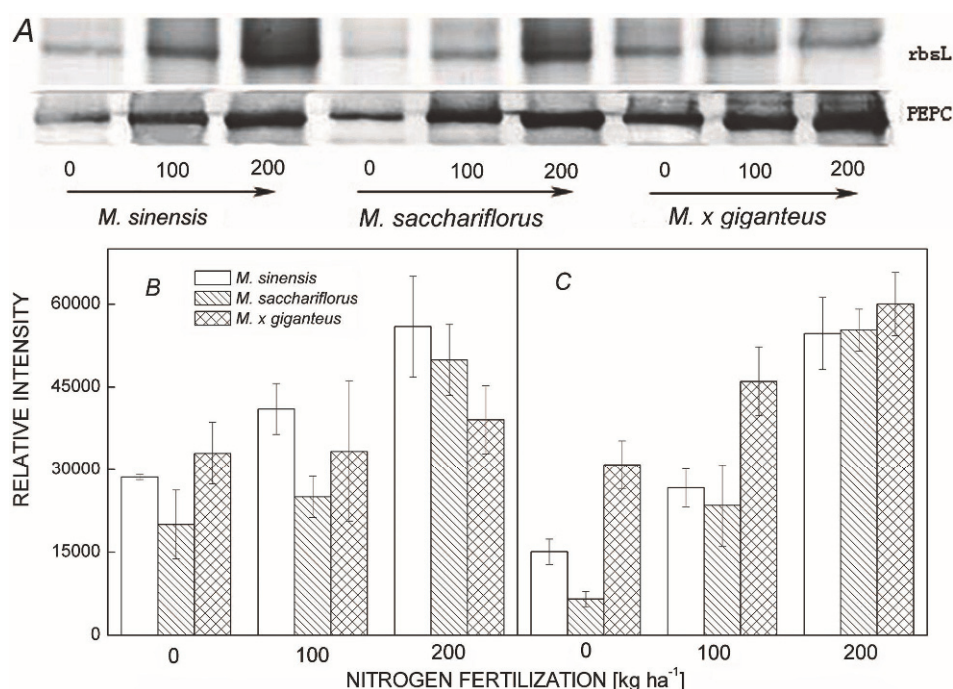 A
rbsL
PEPC
0 100 200 0 100 200 0 100 200
M. sinensis M. sacchariflorus M. x giganteus
B
C
M. sinensis
M. sacchariflorus
M. x giganteus
RELATIVE INTENSITY
60000
45000
30000
15000
0
0 100 200 0 100 200
NITROGEN FERTILIZATION [kg ha⁻¹]